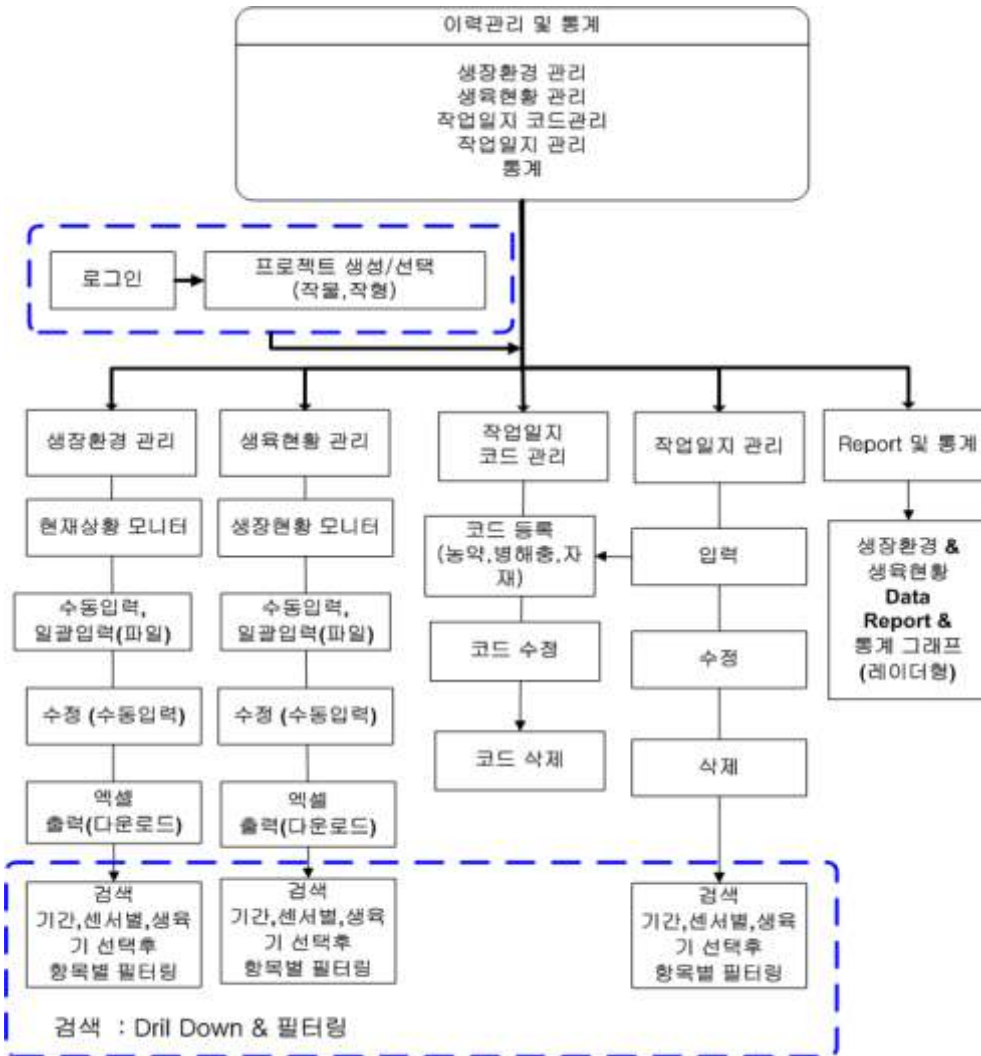 이력관리 및 통계
생장환경 관리
생육현황 관리
작업일지 코드관리
작업일지 관리
통계
로그인
프로젝트 생성/선택
(작물,작형)
생장환경 관리
현재상황 모니터
수동입력,
일괄입력(파일)
수정 (수동입력)
엑셀
출력(다운로드)
검색
기간,센서별,생육
기 선택후
항목별 필터링
생육현황 관리
생장현황 모니터
수동입력,
일괄입력(파일)
수정 (수동입력)
엑셀
출력(다운로드)
검색
기간,센서별,생육
기 선택후
항목별 필터링
작업일지
코드 관리
코드 등록
(농약,병해충,자
재)
코드 수정
코드 삭제
작업일지 관리
입력
수정
삭제
검색
기간,센서별,생육
기 선택후
항목별 필터링
Report 및 통계
생장환경 &
생육현황
Data
Report &
통계 그래프
(레이더형)
검색 : Dril Down & 필터링